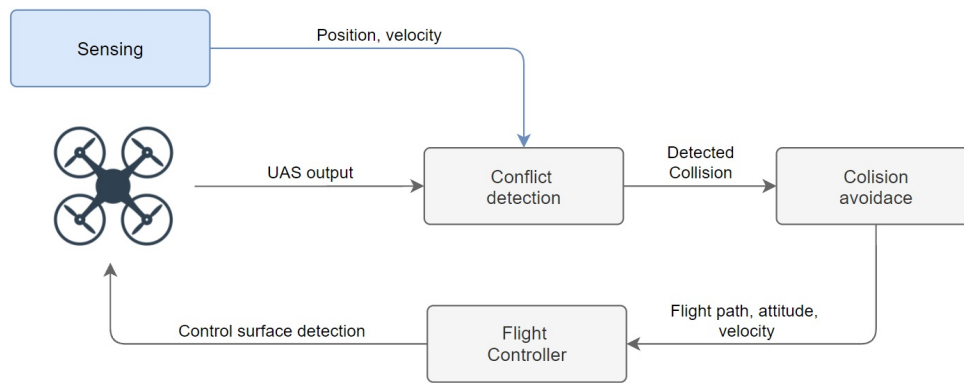 Sensing
Position, velocity
UAS output
Conflict
detection
Detected
Collision
Colision
avoidace
Flight path, attitude,
velocity
Flight
Controller
Control surface detection